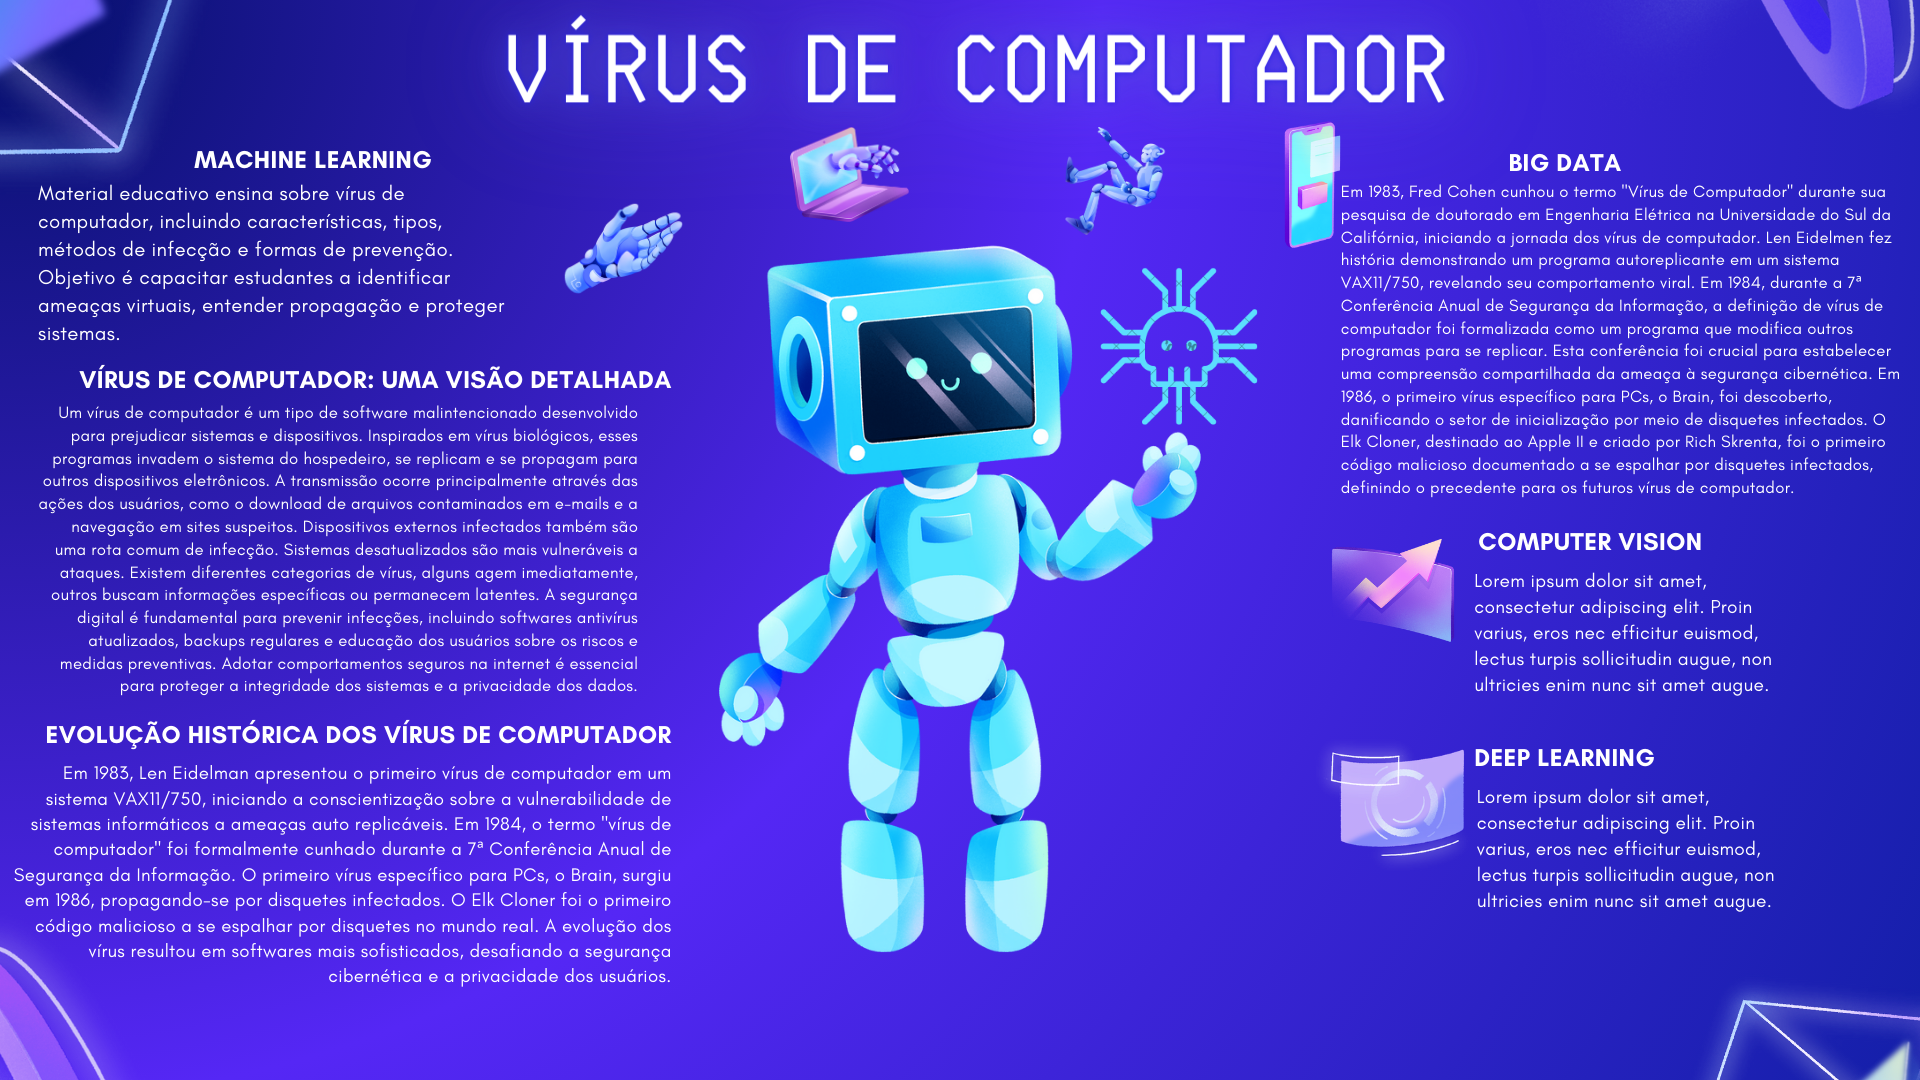 VÍRUS DE COMPUTADOR
MACHINE LEARNING
Material educativo ensina sobre vírus de
computador, incluindo características, tipos,
métodos de infecção e formas de prevenção.
Objetivo é capacitar estudantes a identificar
ameaças virtuais, entender propagação e proteger
sistemas.
VÍRUS DE COMPUTADOR: UMA VISÃO DETALHADA
Um vírus de computador é um tipo de software malintencionado desenvolvido
para prejudicar sistemas e dispositivos. Inspirados em vírus biológicos, esses
programas invadem o sistema do hospedeiro, se replicam e se propagam para
outros dispositivos eletrônicos. A transmissão ocorre principalmente através das
ações dos usuários, como o download de arquivos contaminados em e-mails e a
navegação em sites suspeitos. Dispositivos externos infectados também são
uma rota comum de infecção. Sistemas desatualizados são mais vulneráveis a
ataques. Existem diferentes categorias de vírus, alguns agem imediatamente,
outros buscam informações específicas ou permanecem latentes. A segurança
digital é fundamental para prevenir infecções, incluindo softwares antivírus
atualizados, backups regulares e educação dos usuários sobre os riscos e
medidas preventivas. Adotar comportamentos seguros na internet é essencial
para proteger a integridade dos sistemas e a privacidade dos dados.
EVOLUÇÃO HISTÓRICA DOS VÍRUS DE COMPUTADOR
Em 1983, Len Eidelman apresentou o primeiro vírus de computador em um
sistema VAX11/750, iniciando a conscientização sobre a vulnerabilidade de
sistemas informáticos a ameaças auto replicáveis. Em 1984, o termo "vírus de
computador" foi formalmente cunhado durante a 7ª Conferência Anual de
Segurança da Informação. O primeiro vírus específico para PCs, o Brain, surgiu
em 1986, propagando-se por disquetes infectados. O Elk Cloner foi o primeiro
código malicioso a se espalhar por disquetes no mundo real. A evolução dos
vírus resultou em softwares mais sofisticados, desafiando a segurança
cibernética e a privacidade dos usuários.
BIG DATA
Em 1983, Fred Cohen cunhou o termo "Vírus de Computador" durante sua
pesquisa de doutorado em Engenharia Elétrica na Universidade do Sul da
Califórnia, iniciando a jornada dos vírus de computador. Len Eidelmen fez
história demonstrando um programa autoreplicante em um sistema
VAX11/750, revelando seu comportamento viral. Em 1984, durante a 7ª
Conferência Anual de Segurança da Informação, a definição de vírus de
computador foi formalizada como um programa que modifica outros
programas para se replicar. Esta conferência foi crucial para estabelecer
uma compreensão compartilhada da ameaça à segurança cibernética. Em
1986, o primeiro vírus específico para PCs, o Brain, foi descoberto,
danificando o setor de inicialização por meio de disquetes infectados. O
Elk Cloner, destinado ao Apple II e criado por Rich Skrenta, foi o primeiro
código malicioso documentado a se espalhar por disquetes infectados,
definindo o precedente para os futuros vírus de computador.
COMPUTER VISION
Lorem ipsum dolor sit amet,
consectetur adipiscing elit. Proin
varius, eros nec efficitur euismod,
lectus turpis sollicitudin augue, non
ultricies enim nunc sit amet augue.
DEEP LEARNING
Lorem ipsum dolor sit amet,
consectetur adipiscing elit. Proin
varius, eros nec efficitur euismod,
lectus turpis sollicitudin augue, non
ultricies enim nunc sit amet augue.